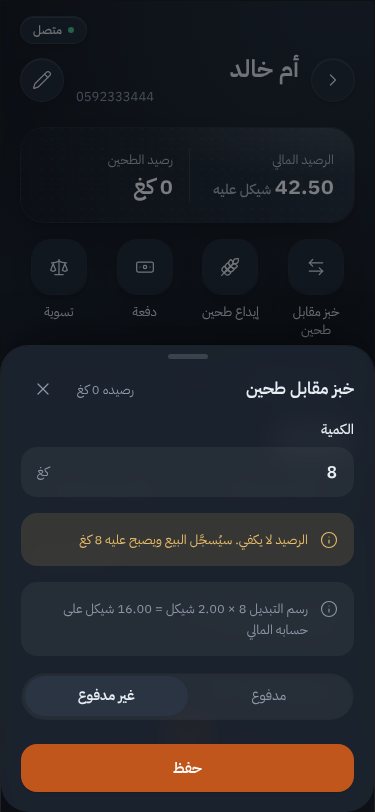 متصل
أم خالد
0592333444
الرصيد المالي
42.50 شيكل عليه
رصيد الطحين
0 كغ
خبز مقابل
طحين
إيداع طحين
دفعة
تسوية
خبز مقابل طحين
رصيده 0 كغ
الكمية
8
كغ
الرصيد لا يكفي. سيُسجَّل البيع ويصبح عليه 8 كغ
رسم التبديل 8 × 2.00 شيكل = 16.00 شيكل على
حسابه المالي
مدفوع
غير مدفوع
حفظ